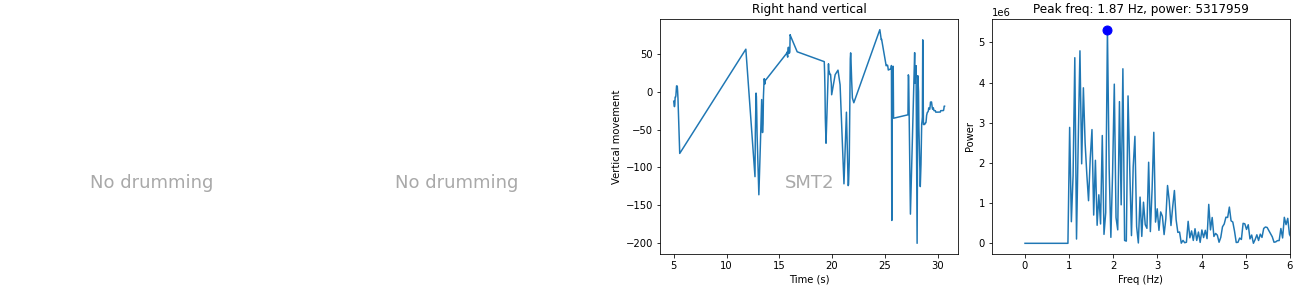 No drumming
No drumming
Right hand vertical
Vertical movement
50
0
−50
−100
−150
−200
SMT2
5
10
15
20
25
30
Time (s)
Peak freq: 1.87 Hz, power: 5317959
1e6
Power
5
4
3
2
1
0
0
1
2
3
4
5
6
Freq (Hz)